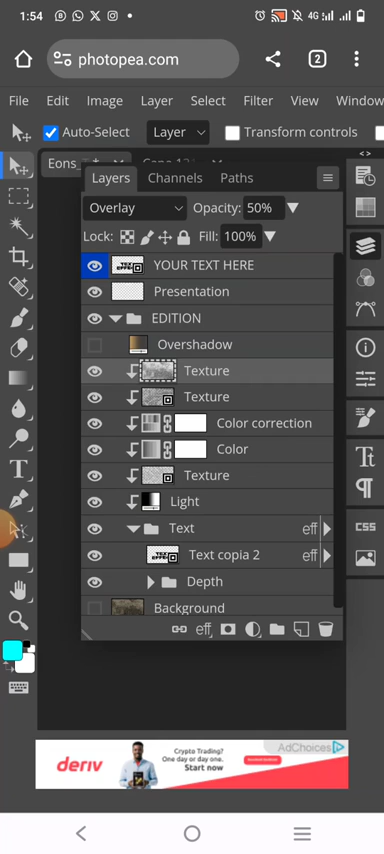 1:54
4G
photopea.com
2
File Edit Image Layer Select Filter View Window
Auto-Select Layer Transform controls
Eons_
Layers Channels Paths
Overlay Opacity: 50%
Lock: Fill: 100%
YOUR TEXT HERE
Presentation
EDITION
Overshadow
Texture
Texture
Color correction
Color
Texture
Light
Text eff
Text copia 2 eff
Depth
Background
eff
CSS
deriv
Crypto Trading?
One day or day one.
Start now
AdChoices